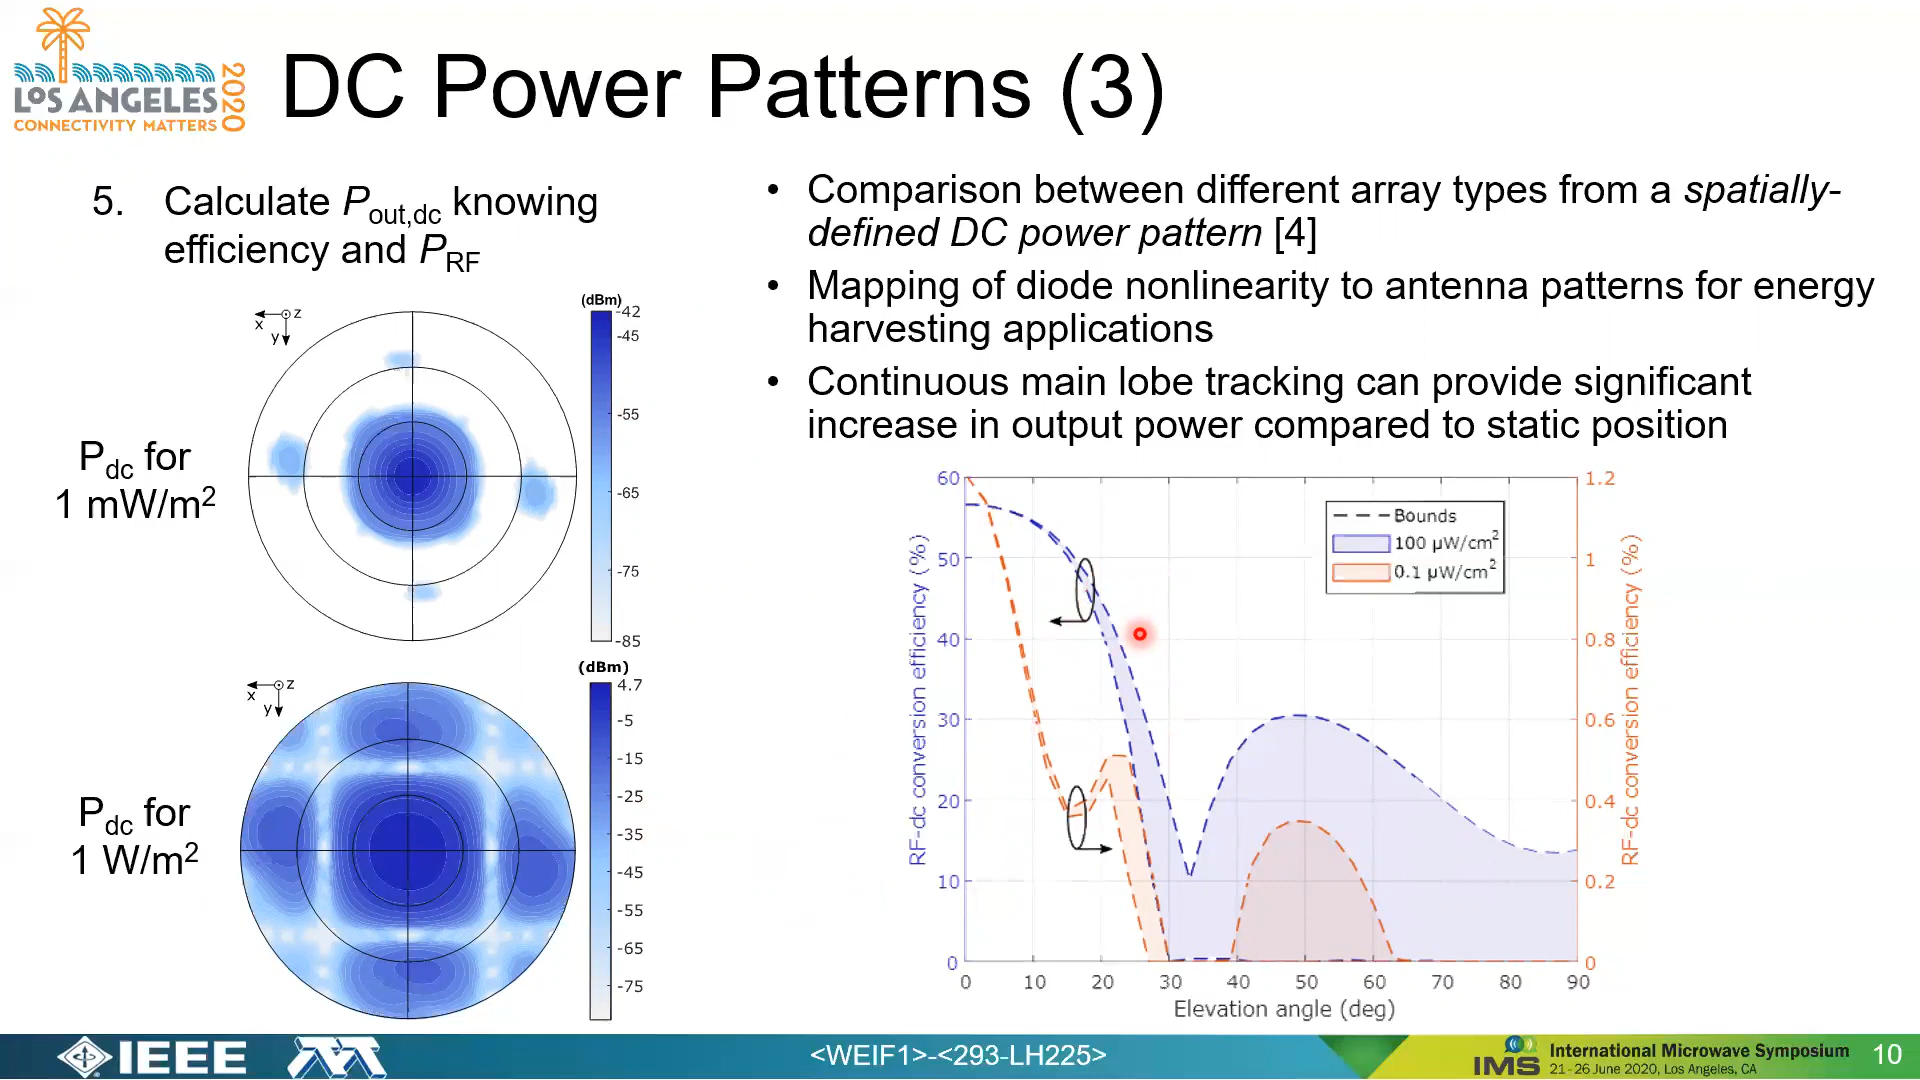 LOS ANGELES
2020
CONNECTIVITY MATTERS
DC Power Patterns (3)
5. Calculate Pout,dc knowing
efficiency and PRF
• Comparison between different array types from a spatially-
defined DC power pattern [4]
• Mapping of diode nonlinearity to antenna patterns for energy
harvesting applications
• Continuous main lobe tracking can provide significant
increase in output power compared to static position
Pdc for
1 mW/m2
x
z
y
(dBm)
-42
-45
-55
-65
-75
-85
Pdc for
1 W/m2
x
z
y
(dBm)
4.7
-5
-15
-25
-35
-45
-55
-65
-75
RF-dc conversion efficiency (%)
60
50
40
30
20
10
0
Bounds
100 µW/cm2
0.1 µW/cm2
1.2
1
0.8
0.6
0.4
0.2
0
RF-dc conversion efficiency (%)
0 10 20 30 40 50 60 70 80 90
Elevation angle (deg)
IEEE
<WEIF1>-<293-LH225>
IMS
International Microwave Symposium
21-26 June 2020, Los Angeles, CA
10